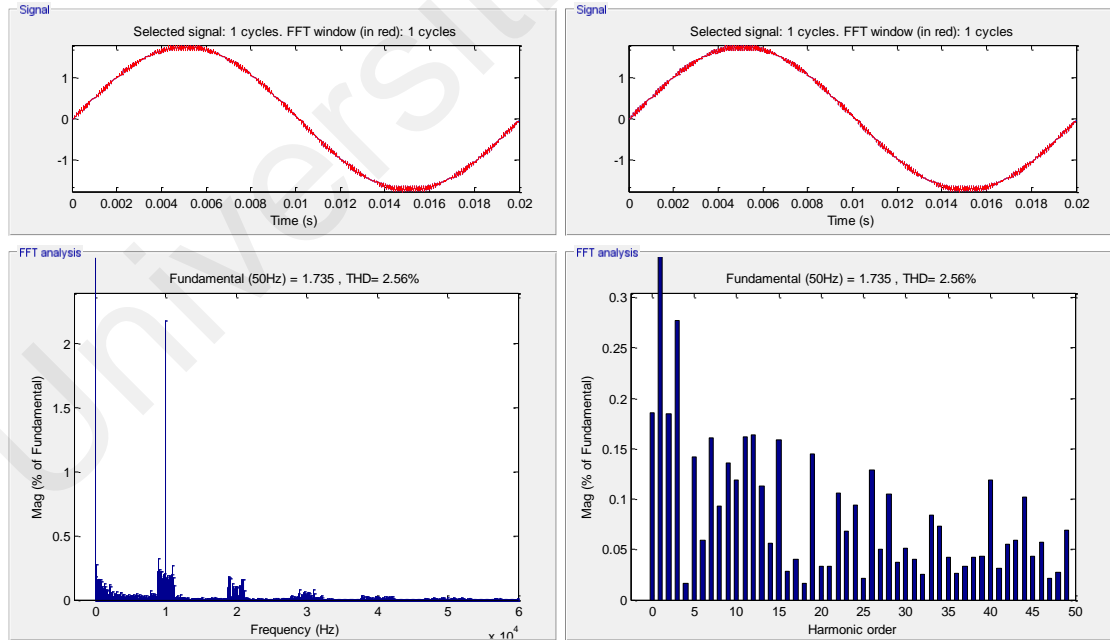 Signal
Selected signal: 1 cycles. FFT window (in red): 1 cycles
1
0
-1
0 0.002 0.004 0.006 0.008 0.01 0.012 0.014 0.016 0.018 0.02
Time (s)
Signal
Selected signal: 1 cycles. FFT window (in red): 1 cycles
1
0
-1
0 0.002 0.004 0.006 0.008 0.01 0.012 0.014 0.016 0.018 0.02
Time (s)
FFT analysis
Fundamental (50Hz) = 1.735 , THD= 2.56%
Mag (% of Fundamental)
2
1.5
1
0.5
0
0 1 2 3 4 5 6
Frequency (Hz)
x 10^4
FFT analysis
Fundamental (50Hz) = 1.735 , THD= 2.56%
Mag (% of Fundamental)
0.3
0.25
0.2
0.15
0.1
0.05
0
0 5 10 15 20 25 30 35 40 45 50
Harmonic order
Universit